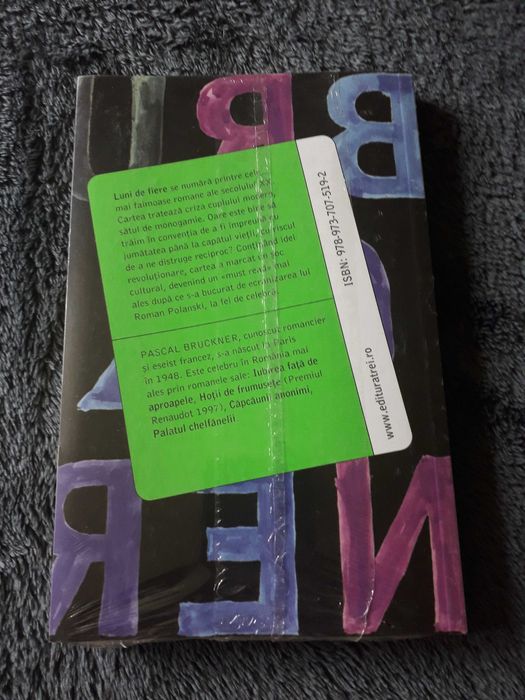 Luni de fiere se numără printre cele
mai faimoase romane ale secolului XX.
Cartea tratează criza cuplului modern,
sătul de monogamie. Oare este bine să
trăim în convenția de a fi împreună cu
jumătatea până la capătul vieții, cu riscul
de a ne distruge reciproc? Conținând idei
revoluționare, cartea a marcat un șoc
cultural, devenind un «must read» mai
ales după ce s-a bucurat de ecranizarea lui
Roman Polanski, la fel de celebră.
PASCAL BRUCKNER, cunoscut romancier
și eseist francez, s-a născut la Paris
în 1948. Este celebru în România mai
ales prin romanele sale: Iubirea față de
aproapele, Hoții de frumusețe (Premiul
Renaudot 1997), Căpcăunii anonimi,
Palatul chelfănelii.
ISBN: 978-973-707-519-2
www.edituratrei.ro
U R B
N E R